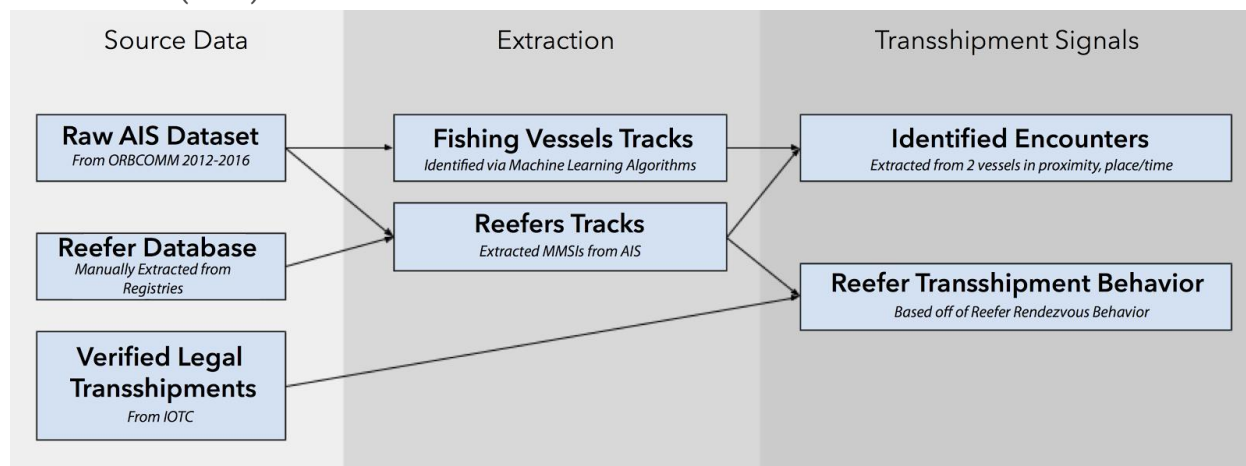 Source Data
Extraction
Transshipment Signals
Raw AIS Dataset
From ORBCOMM 2012-2016
Fishing Vessels Tracks
Identified via Machine Learning Algorithms
Identified Encounters
Extracted from 2 vessels in proximity, place/time
Reefer Database
Manually Extracted from
Registries
Reefers Tracks
Extracted MMSIs from AIS
Reefer Transshipment Behavior
Based off of Reefer Rendezvous Behavior
Verified Legal
Transshipments
From IOTC